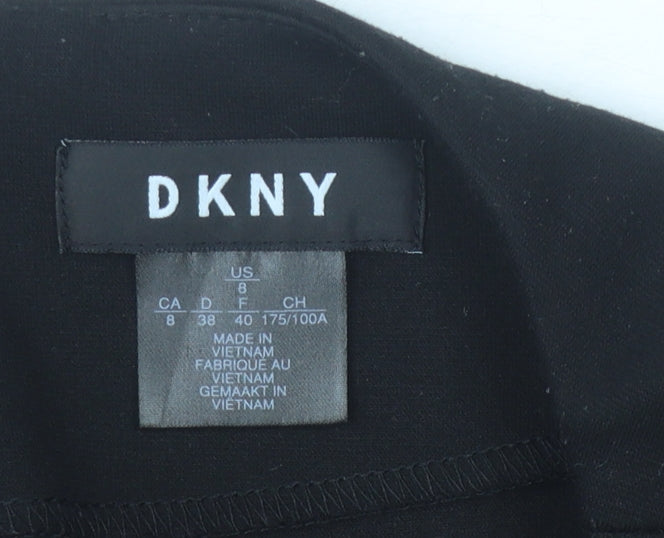 DKNY
US
8
CA D F CH
8 38 40 175/100A
MADE IN
VIETNAM
FABRIQUE AU
VIETNAM
GEMAAKT IN
VIETNAM